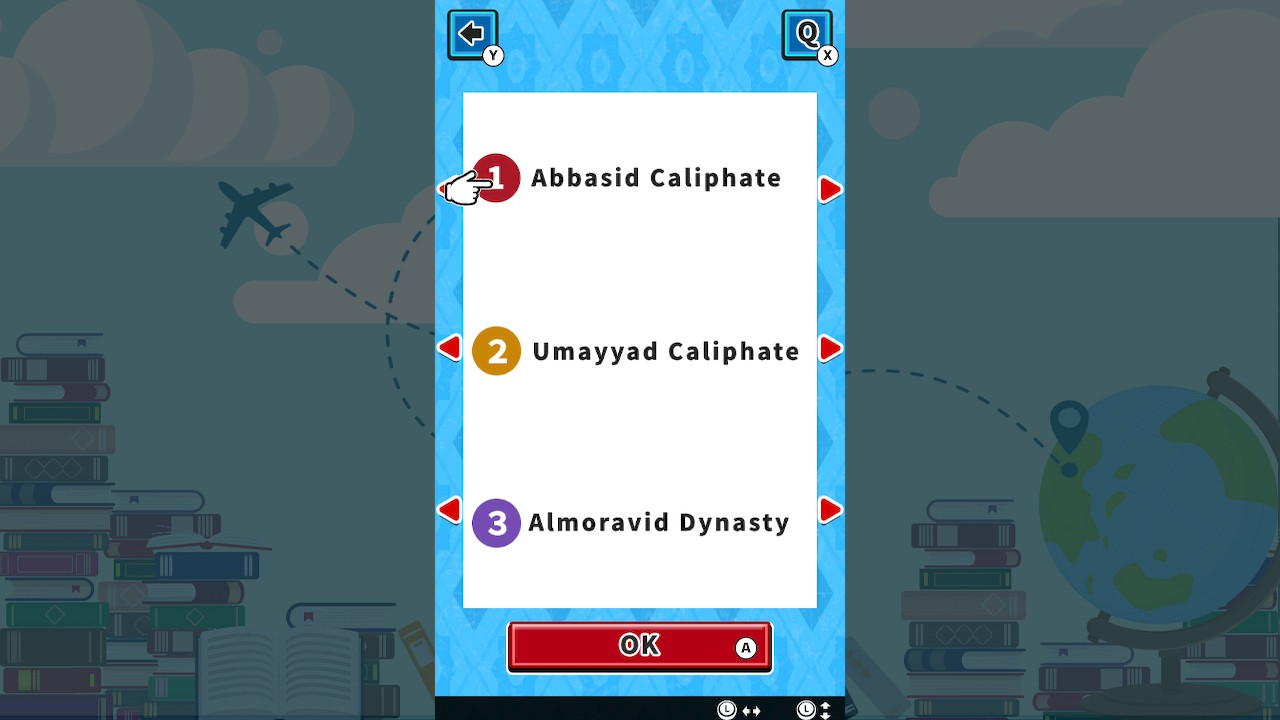 Y
Q
X
1 Abbasid Caliphate
2 Umayyad Caliphate
3 Almoravid Dynasty
OK A
L L